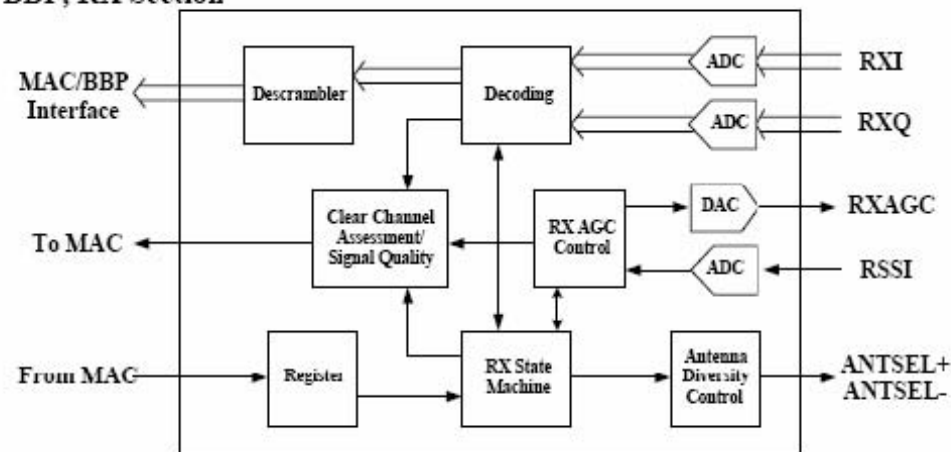 Descrambler
Decoding
ADC
RXI
MAC/BBP
Interface
ADC
RXQ
Clear Channel
Assessment/
Signal Quality
RX AGC
Control
DAC
RXAGC
To MAC
ADC
RSSI
From MAC
Register
RX State
Machine
Antenna
Diversity
Control
ANTSEL+
ANTSEL-